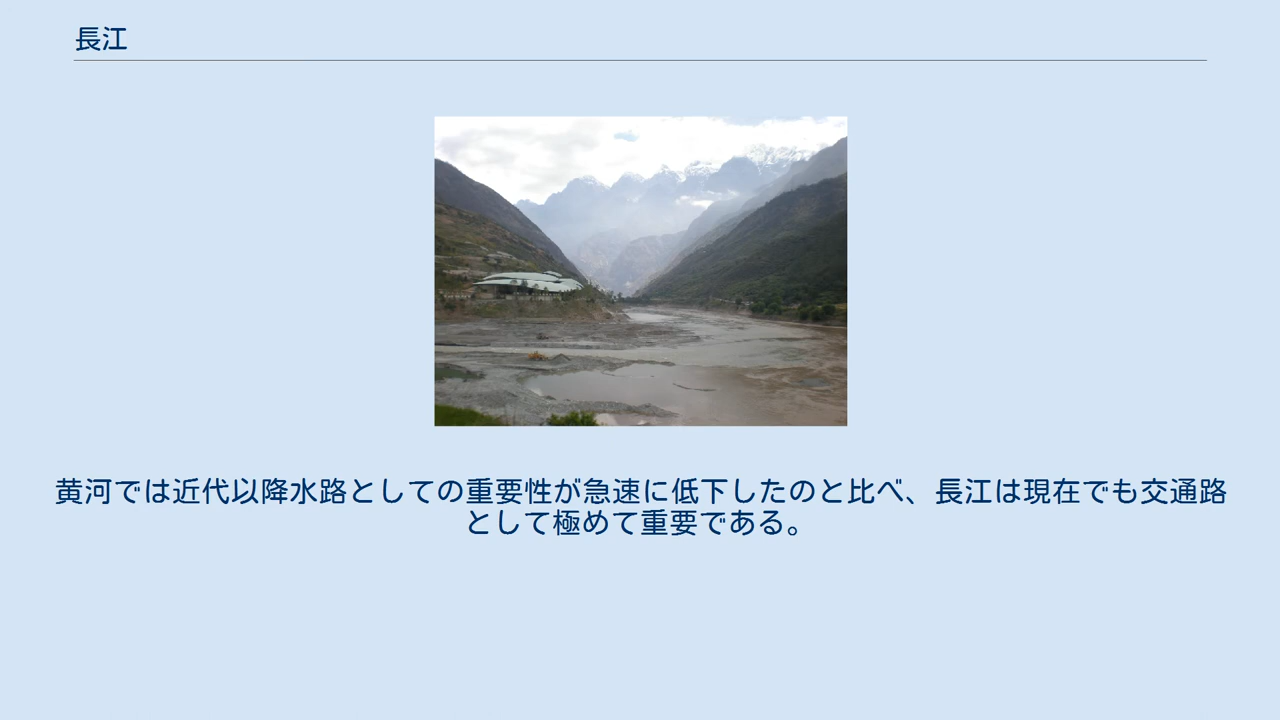 長江
黄河では近代以降水路としての重要性が急速に低下したのと比べ、長江は現在でも交通路
として極めて重要である。